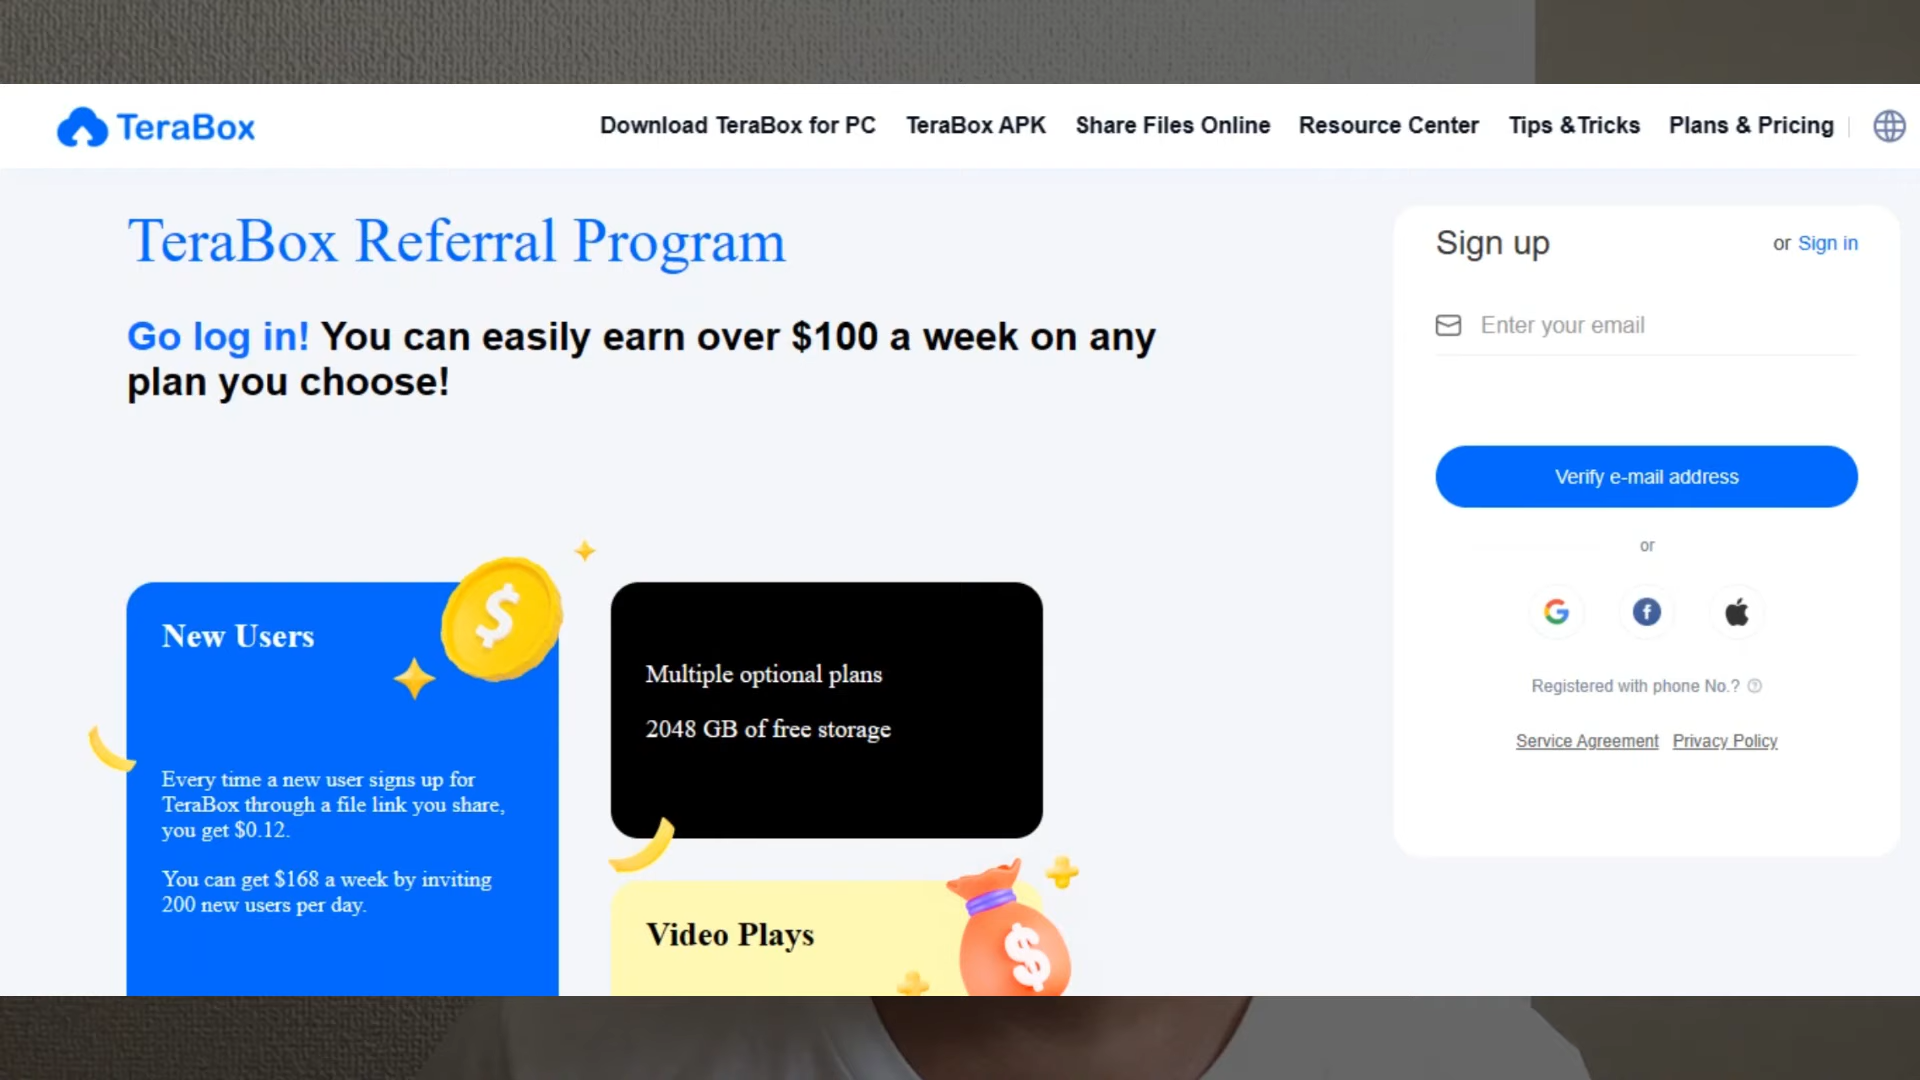 TeraBox
Download TeraBox for PC
TeraBox APK
Share Files Online
Resource Center
Tips &Tricks
Plans & Pricing
TeraBox Referral Program
Go log in! You can easily earn over $100 a week on any
plan you choose!
New Users
Every time a new user signs up for
TeraBox through a file link you share,
you get $0.12.
You can get $168 a week by inviting
200 new users per day.
Multiple optional plans
2048 GB of free storage
Video Plays
Sign up
or Sign in
Enter your email
Verify e-mail address
or
Registered with phone No.?
Service Agreement Privacy Policy